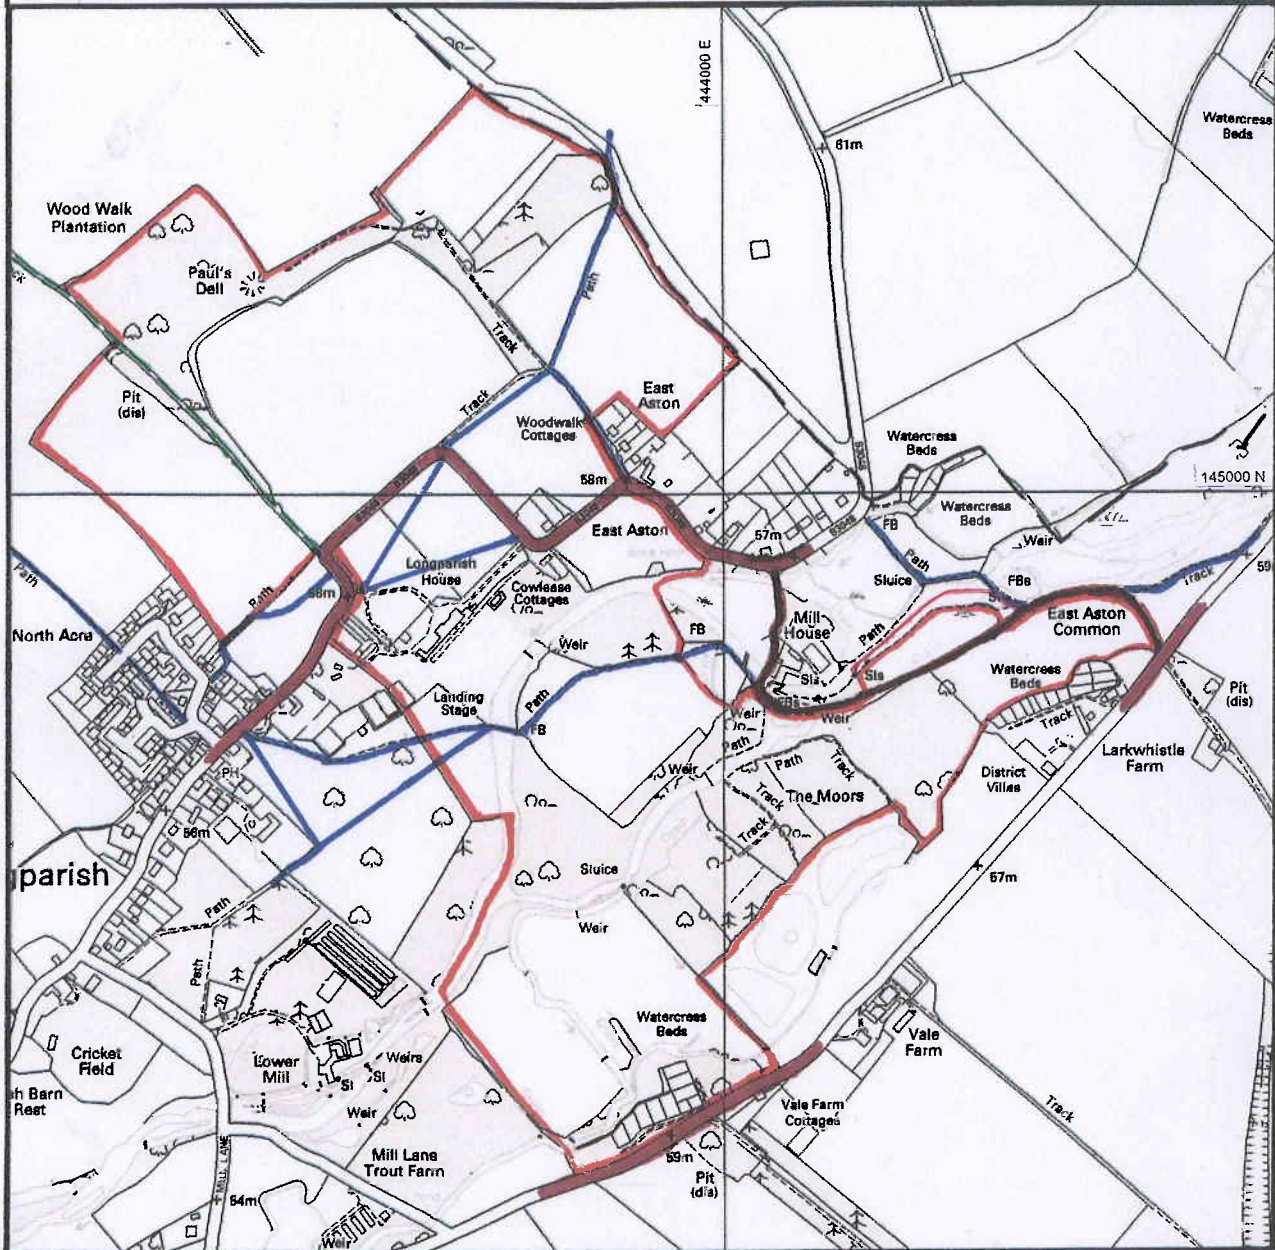 444000 E
61m
Watercress
Beds
Wood Walk
Plantation
Paul's
Dell
Path
Track
Pit
(dis)
Track
East
Aston
Woodwalk
Cottages
58m
Watercress
Beds
145000 N
Watercress
Beds
East Aston
57m
B3048
FB
Weir
Path
Path
Longparish
House
Cowlease
Cottages
Sluice
FBs
Track
59
North Acre
58m
Path
Mill
House
Path
East Aston
Common
FB
Weir
Sls
Sls
Watercress
Beds
Landing
Stage
Path
FB
Weir
Weir
Path
Path
Track
Track
Pit
(dis)
Larkwhistle
Farm
District
Villas
PH
Weir
The Moors
Track
Track
56m
parish
Sluice
57m
Path
Weir
Path
Watercress
Beds
Vale
Farm
Cricket
Field
Lower
Mill
Weirs
Sl
Sl
Weir
h Barn
Rest
Vale Farm
Cottages
Track
MILL LANE
Mill Lane
Trout Farm
59m
Pit
(dis)
54m
Weir